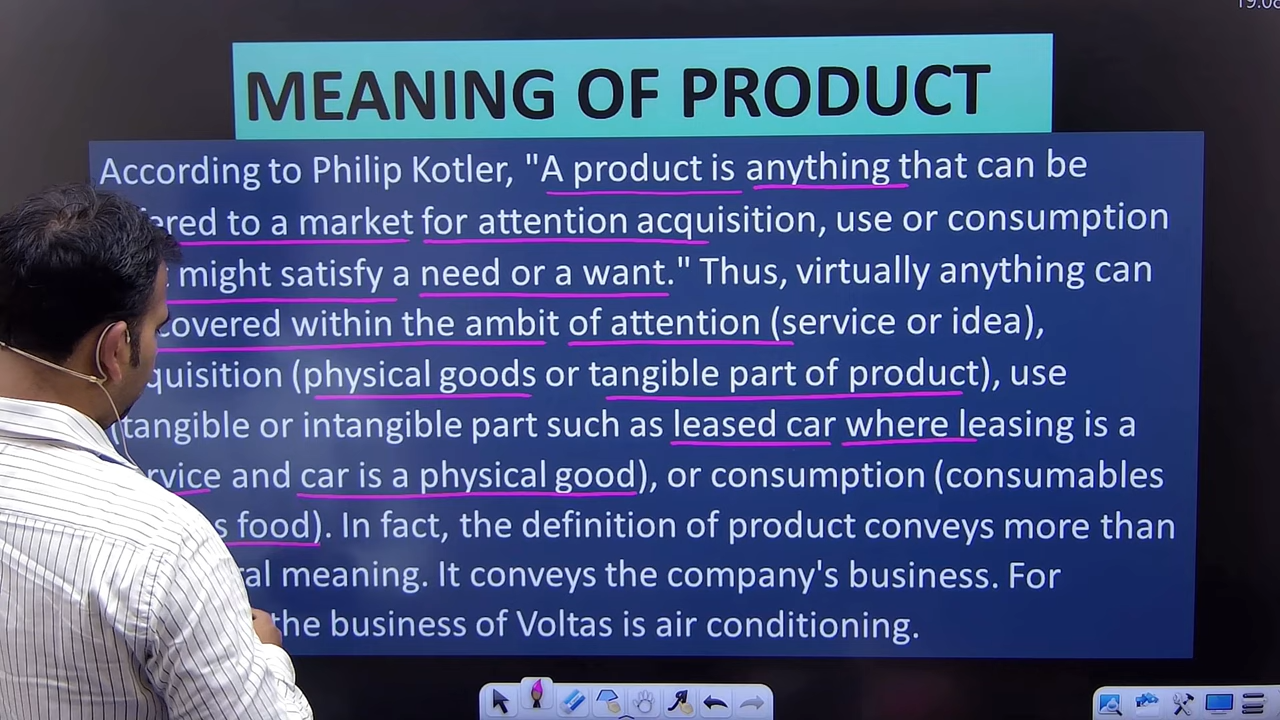 19:08
MEANING OF PRODUCT
According to Philip Kotler, "A product is anything that can be
ered to a market for attention acquisition, use or consumption
might satisfy a need or a want." Thus, virtually anything can
covered within the ambit of attention (service or idea),
quisition (physical goods or tangible part of product), use
(tangible or intangible part such as leased car where leasing is a
rvice and car is a physical good), or consumption (consumables
s food). In fact, the definition of product conveys more than
ral meaning. It conveys the company's business. For
the business of Voltas is air conditioning.